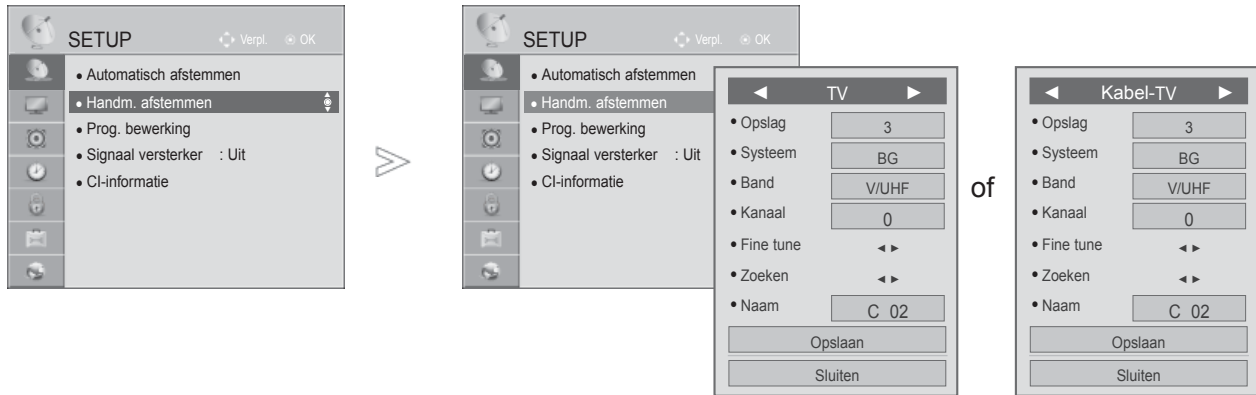 SETUP
Verpl. OK
• Automatisch afstemmen
• Handm. afstemmen
• Prog. bewerking
• Signaal versterker : Uit
• CI-informatie
SETUP
Verpl. OK
• Automatisch afstemmen
• Handm. afstemmen
• Prog. bewerking
• Signaal versterker : Uit
• CI-informatie
◄ TV ►
• Opslag 3
• Systeem BG
• Band V/UHF
• Kanaal 0
• Fine tune ◄ ►
• Zoeken ◄ ►
• Naam C 02
Opslaan
Sluiten
of
◄ Kabel-TV ►
• Opslag 3
• Systeem BG
• Band V/UHF
• Kanaal 0
• Fine tune ◄ ►
• Zoeken ◄ ►
• Naam C 02
Opslaan
Sluiten